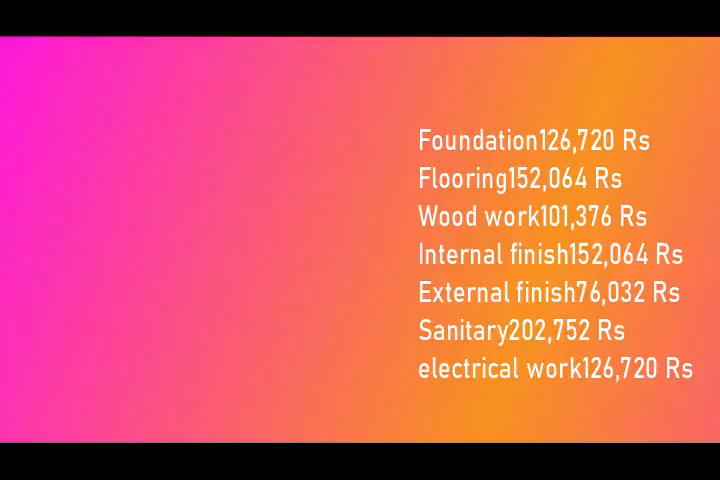 Foundation126,720 Rs
Flooring152,064 Rs
Wood work101,376 Rs
Internal finish152,064 Rs
External finish76,032 Rs
Sanitary202,752 Rs
electrical work126,720 Rs